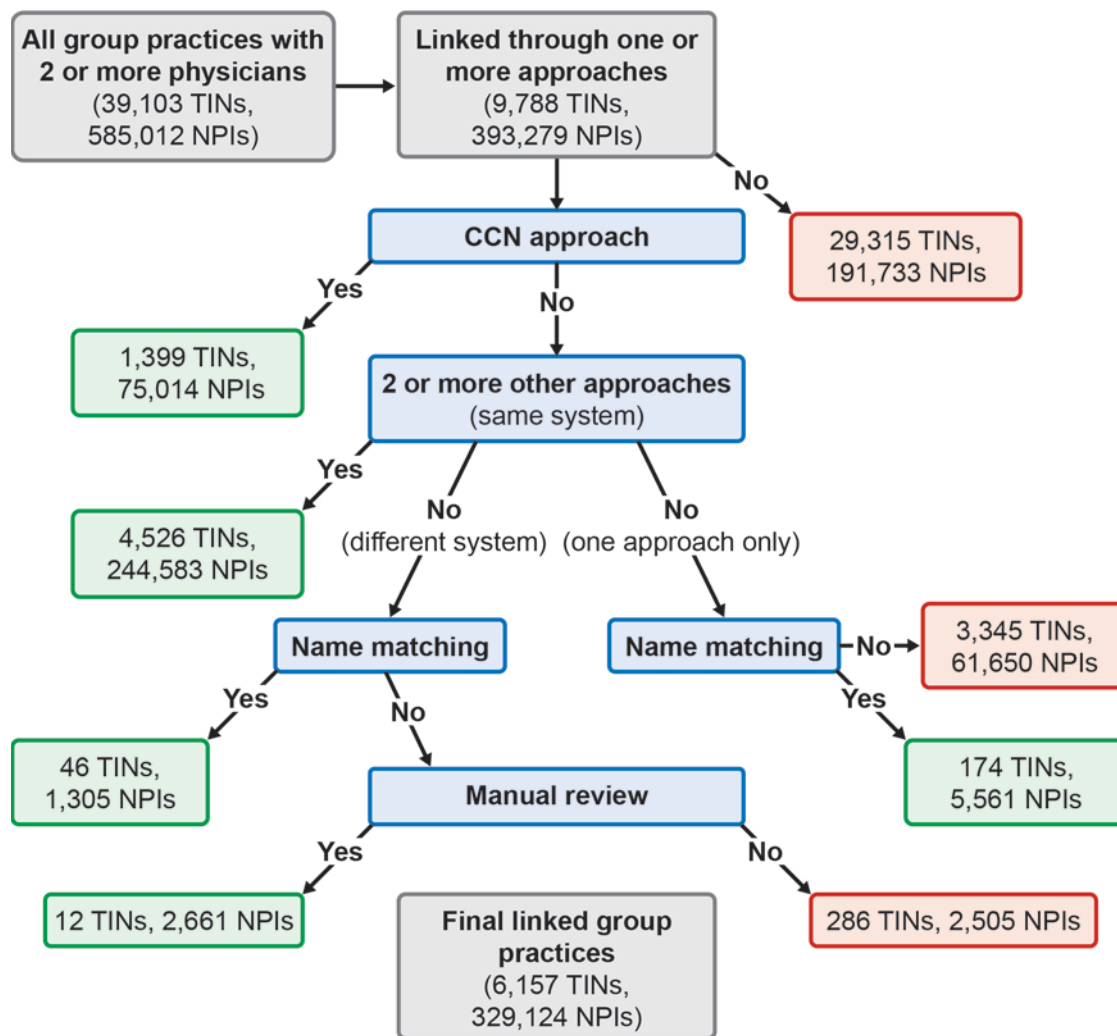 All group practices with
2 or more physicians
(39,103 TINs,
585,012 NPIs)
Linked through one or
more approaches
(9,788 TINs,
393,279 NPIs)
No
29,315 TINs,
191,733 NPIs
CCN approach
Yes
No
1,399 TINs,
75,014 NPIs
2 or more other approaches
(same system)
Yes
4,526 TINs,
244,583 NPIs
No
(different system)
No
(one approach only)
Name matching
Name matching
No
3,345 TINs,
61,650 NPIs
Yes
No
Yes
46 TINs,
1,305 NPIs
174 TINs,
5,561 NPIs
Manual review
Yes
No
12 TINs, 2,661 NPIs
286 TINs, 2,505 NPIs
Final linked group
practices
(6,157 TINs,
329,124 NPIs)